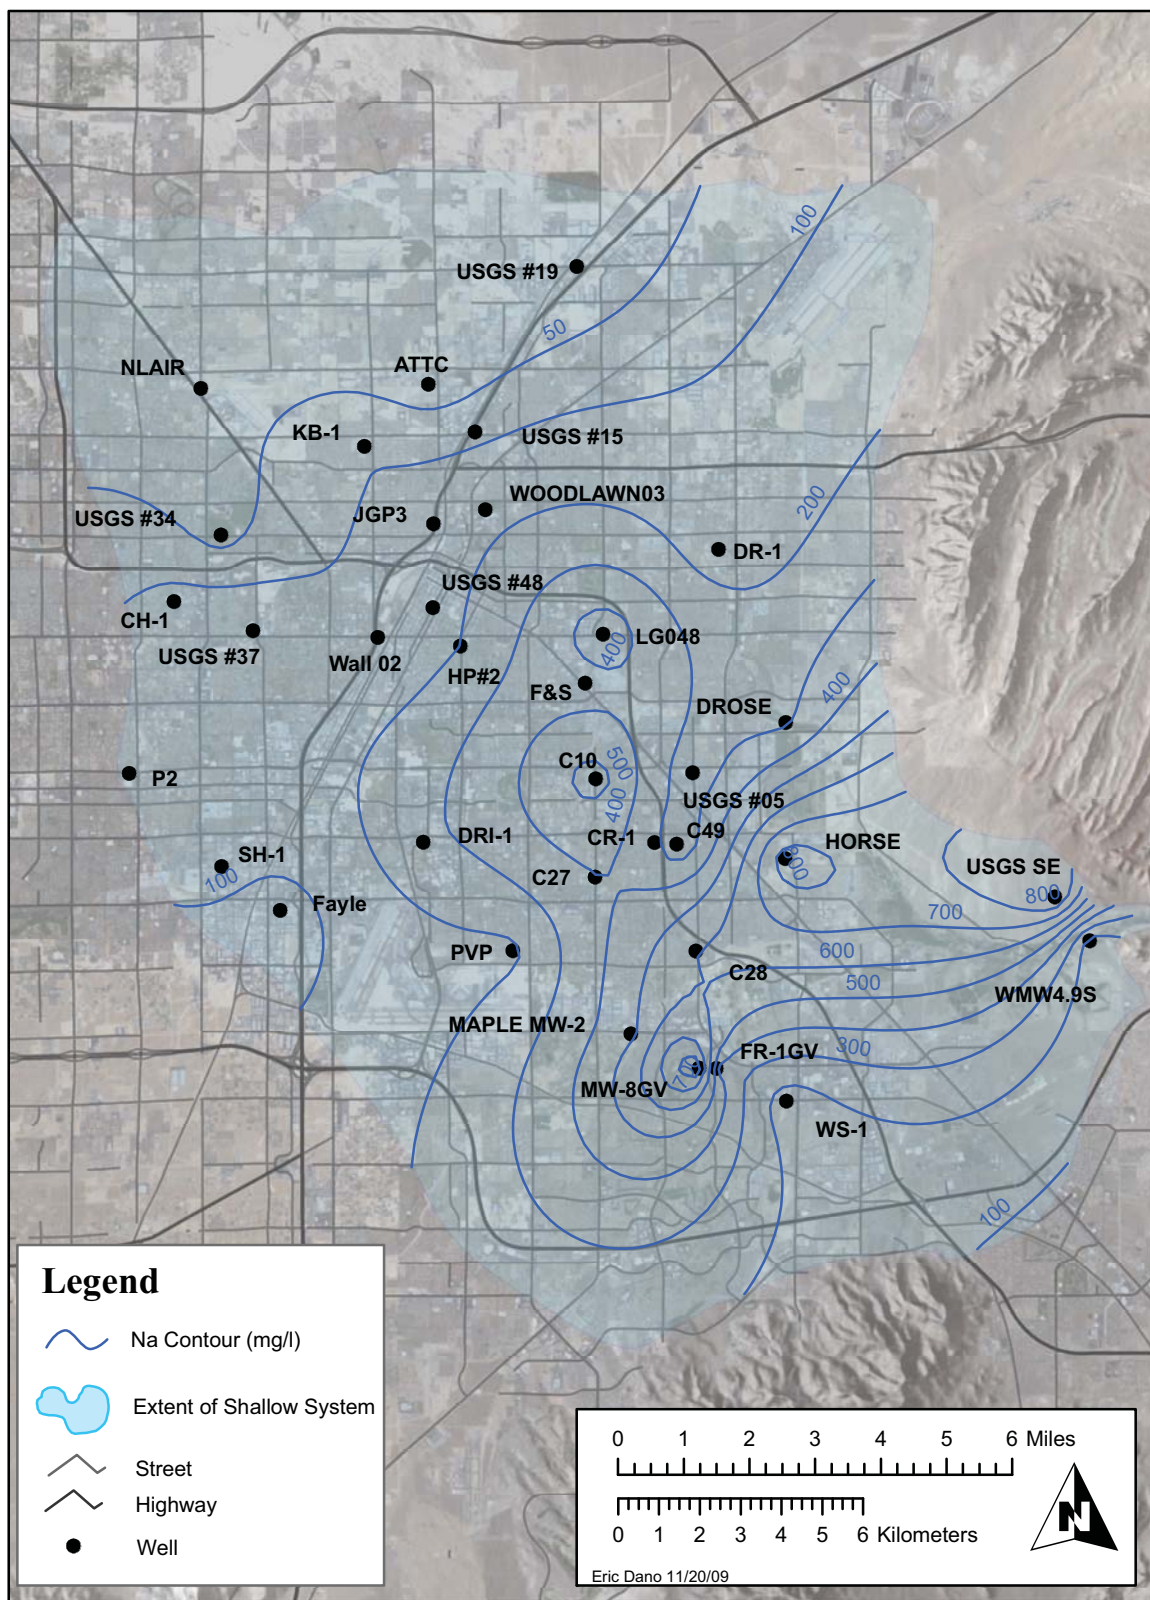 100
USGS #19
50
NLAIR
ATTC
KB-1
USGS #15
WOODLAWN03
200
USGS #34
JGP3
DR-1
USGS #48
CH-1
USGS #37
Wall 02
HP#2
LG048
400
F&S
400
DROSE
C10
500
P2
USGS #05
400
DRI-1
CR-1
C49
HORSE
800
SH-1
100
C27
USGS SE
800
Fayle
700
PVP
600
C28
500
WMW4.9S
MAPLE MW-2
300
FR-1GV
700
MW-8GV
WS-1
100
Legend
Na Contour (mg/l)
Extent of Shallow System
Street
Highway
Well
0 1 2 3 4 5 6 Miles
0 1 2 3 4 5 6 Kilometers
N
Eric Dano 11/20/09